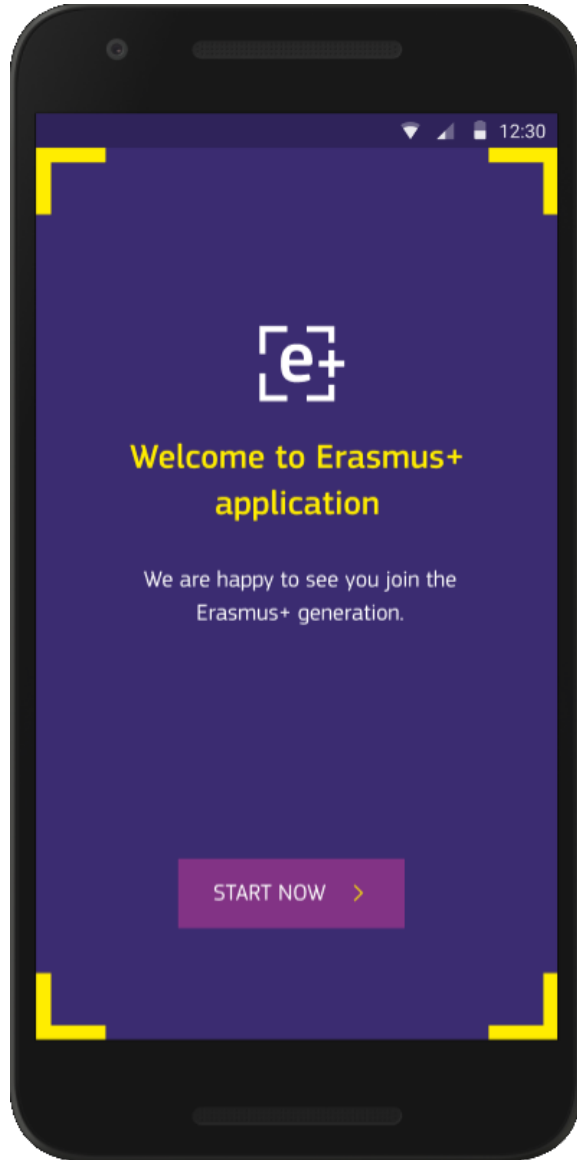 12:30
e+
Welcome to Erasmus+
application
We are happy to see you join the
Erasmus+ generation.
START NOW